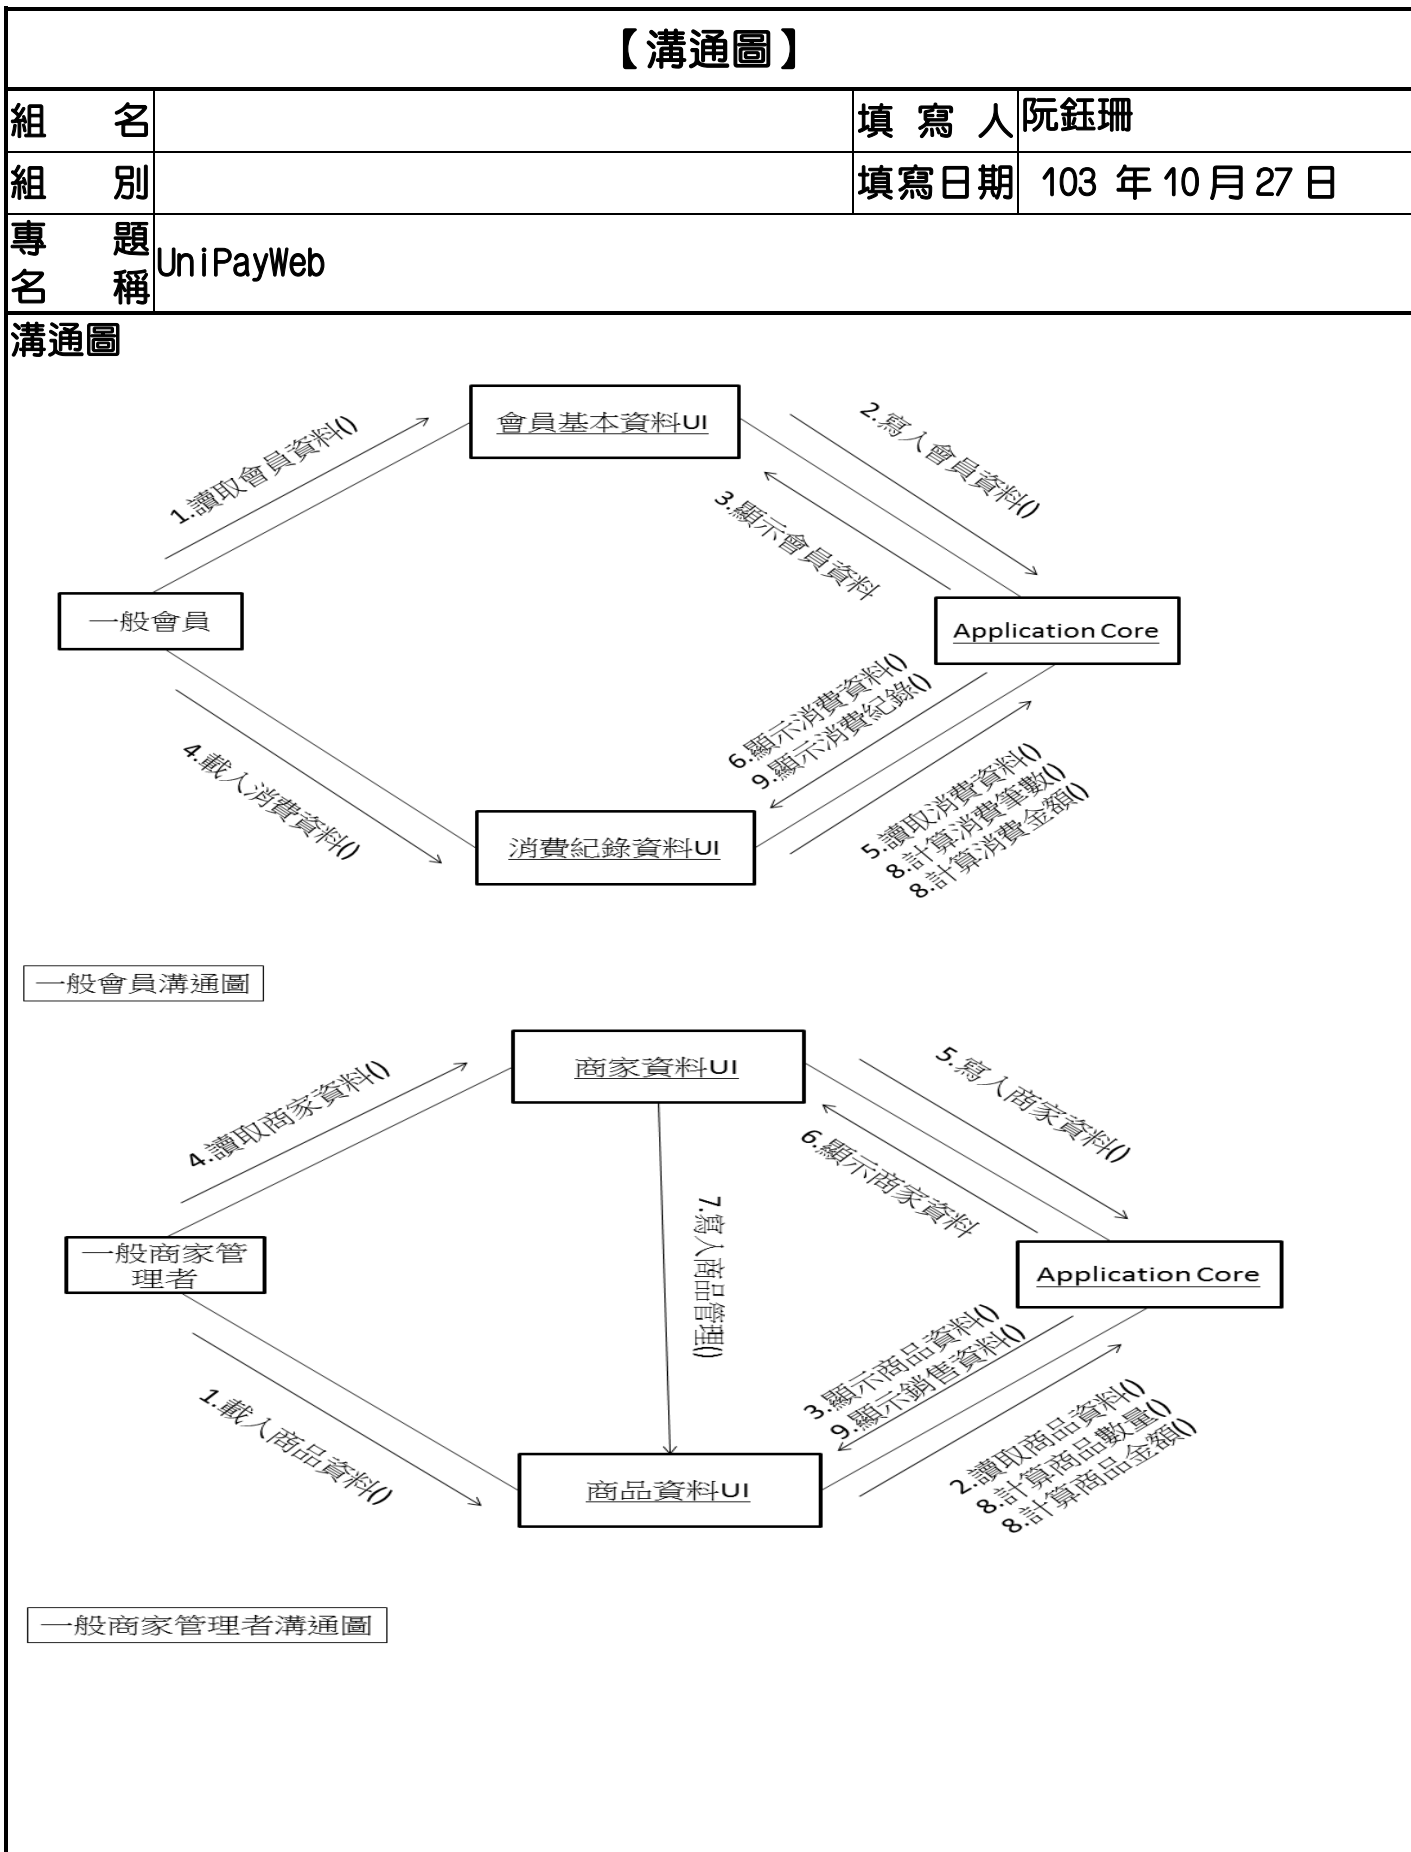 【溝通圖】
組 名
填 寫 人 阮鈺珊
組 別
填寫日期 103 年 10 月 27 日
專 題
名 稱
UniPayWeb
溝通圖
會員基本資料UI
1.讀取會員資料()
2.寫入會員資料()
3.顯示會員資料
一般會員
Application Core
4.載入消費資料()
6.顯示消費資料()
9.顯示消費紀錄()
5.讀取消費資料()
8.計算消費筆數()
8.計算消費金額()
消費紀錄資料UI
一般會員溝通圖
商家資料UI
4.讀取商家資料()
5.寫入商家資料()
6.顯示商家資料
7.寫入商品管理()
一般商家管
理者
Application Core
1.載入商品資料()
3.顯示商品資料()
9.顯示銷售資料()
2.讀取商品資料()
8.計算商品數量()
8.計算商品金額()
商品資料UI
一般商家管理者溝通圖